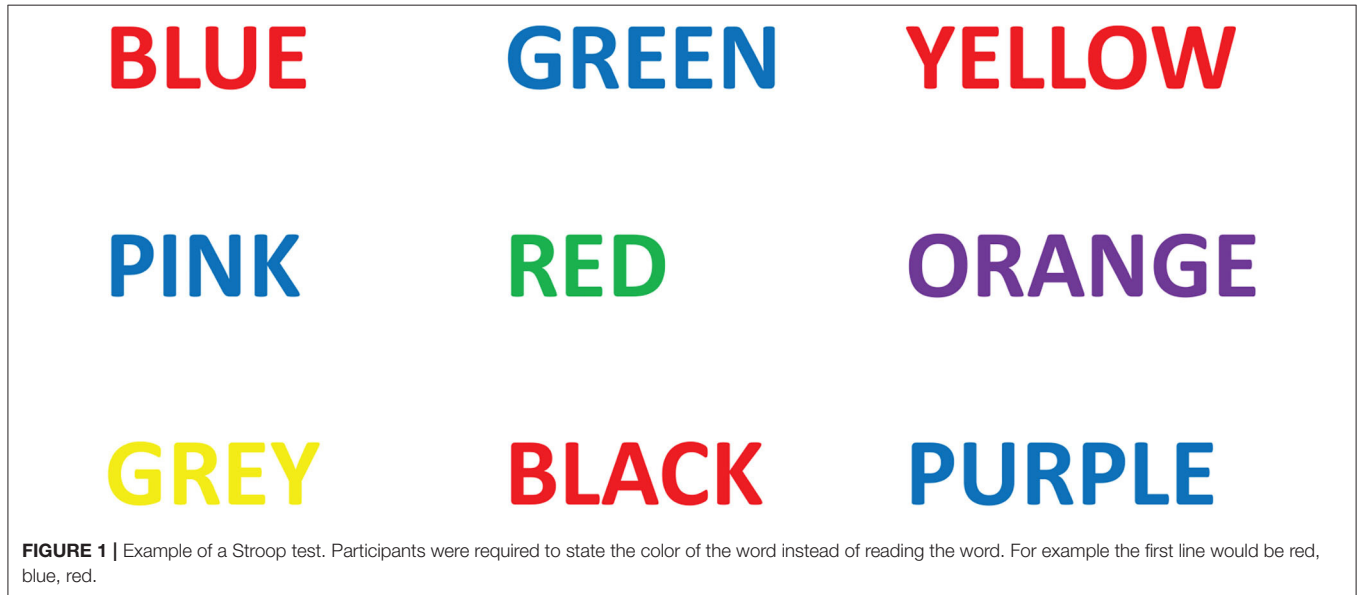 BLUE GREEN YELLOW
PINK RED ORANGE
GREY BLACK PURPLE
FIGURE 1 | Example of a Stroop test. Participants were required to state the color of the word instead of reading the word. For example the first line would be red,
blue, red.